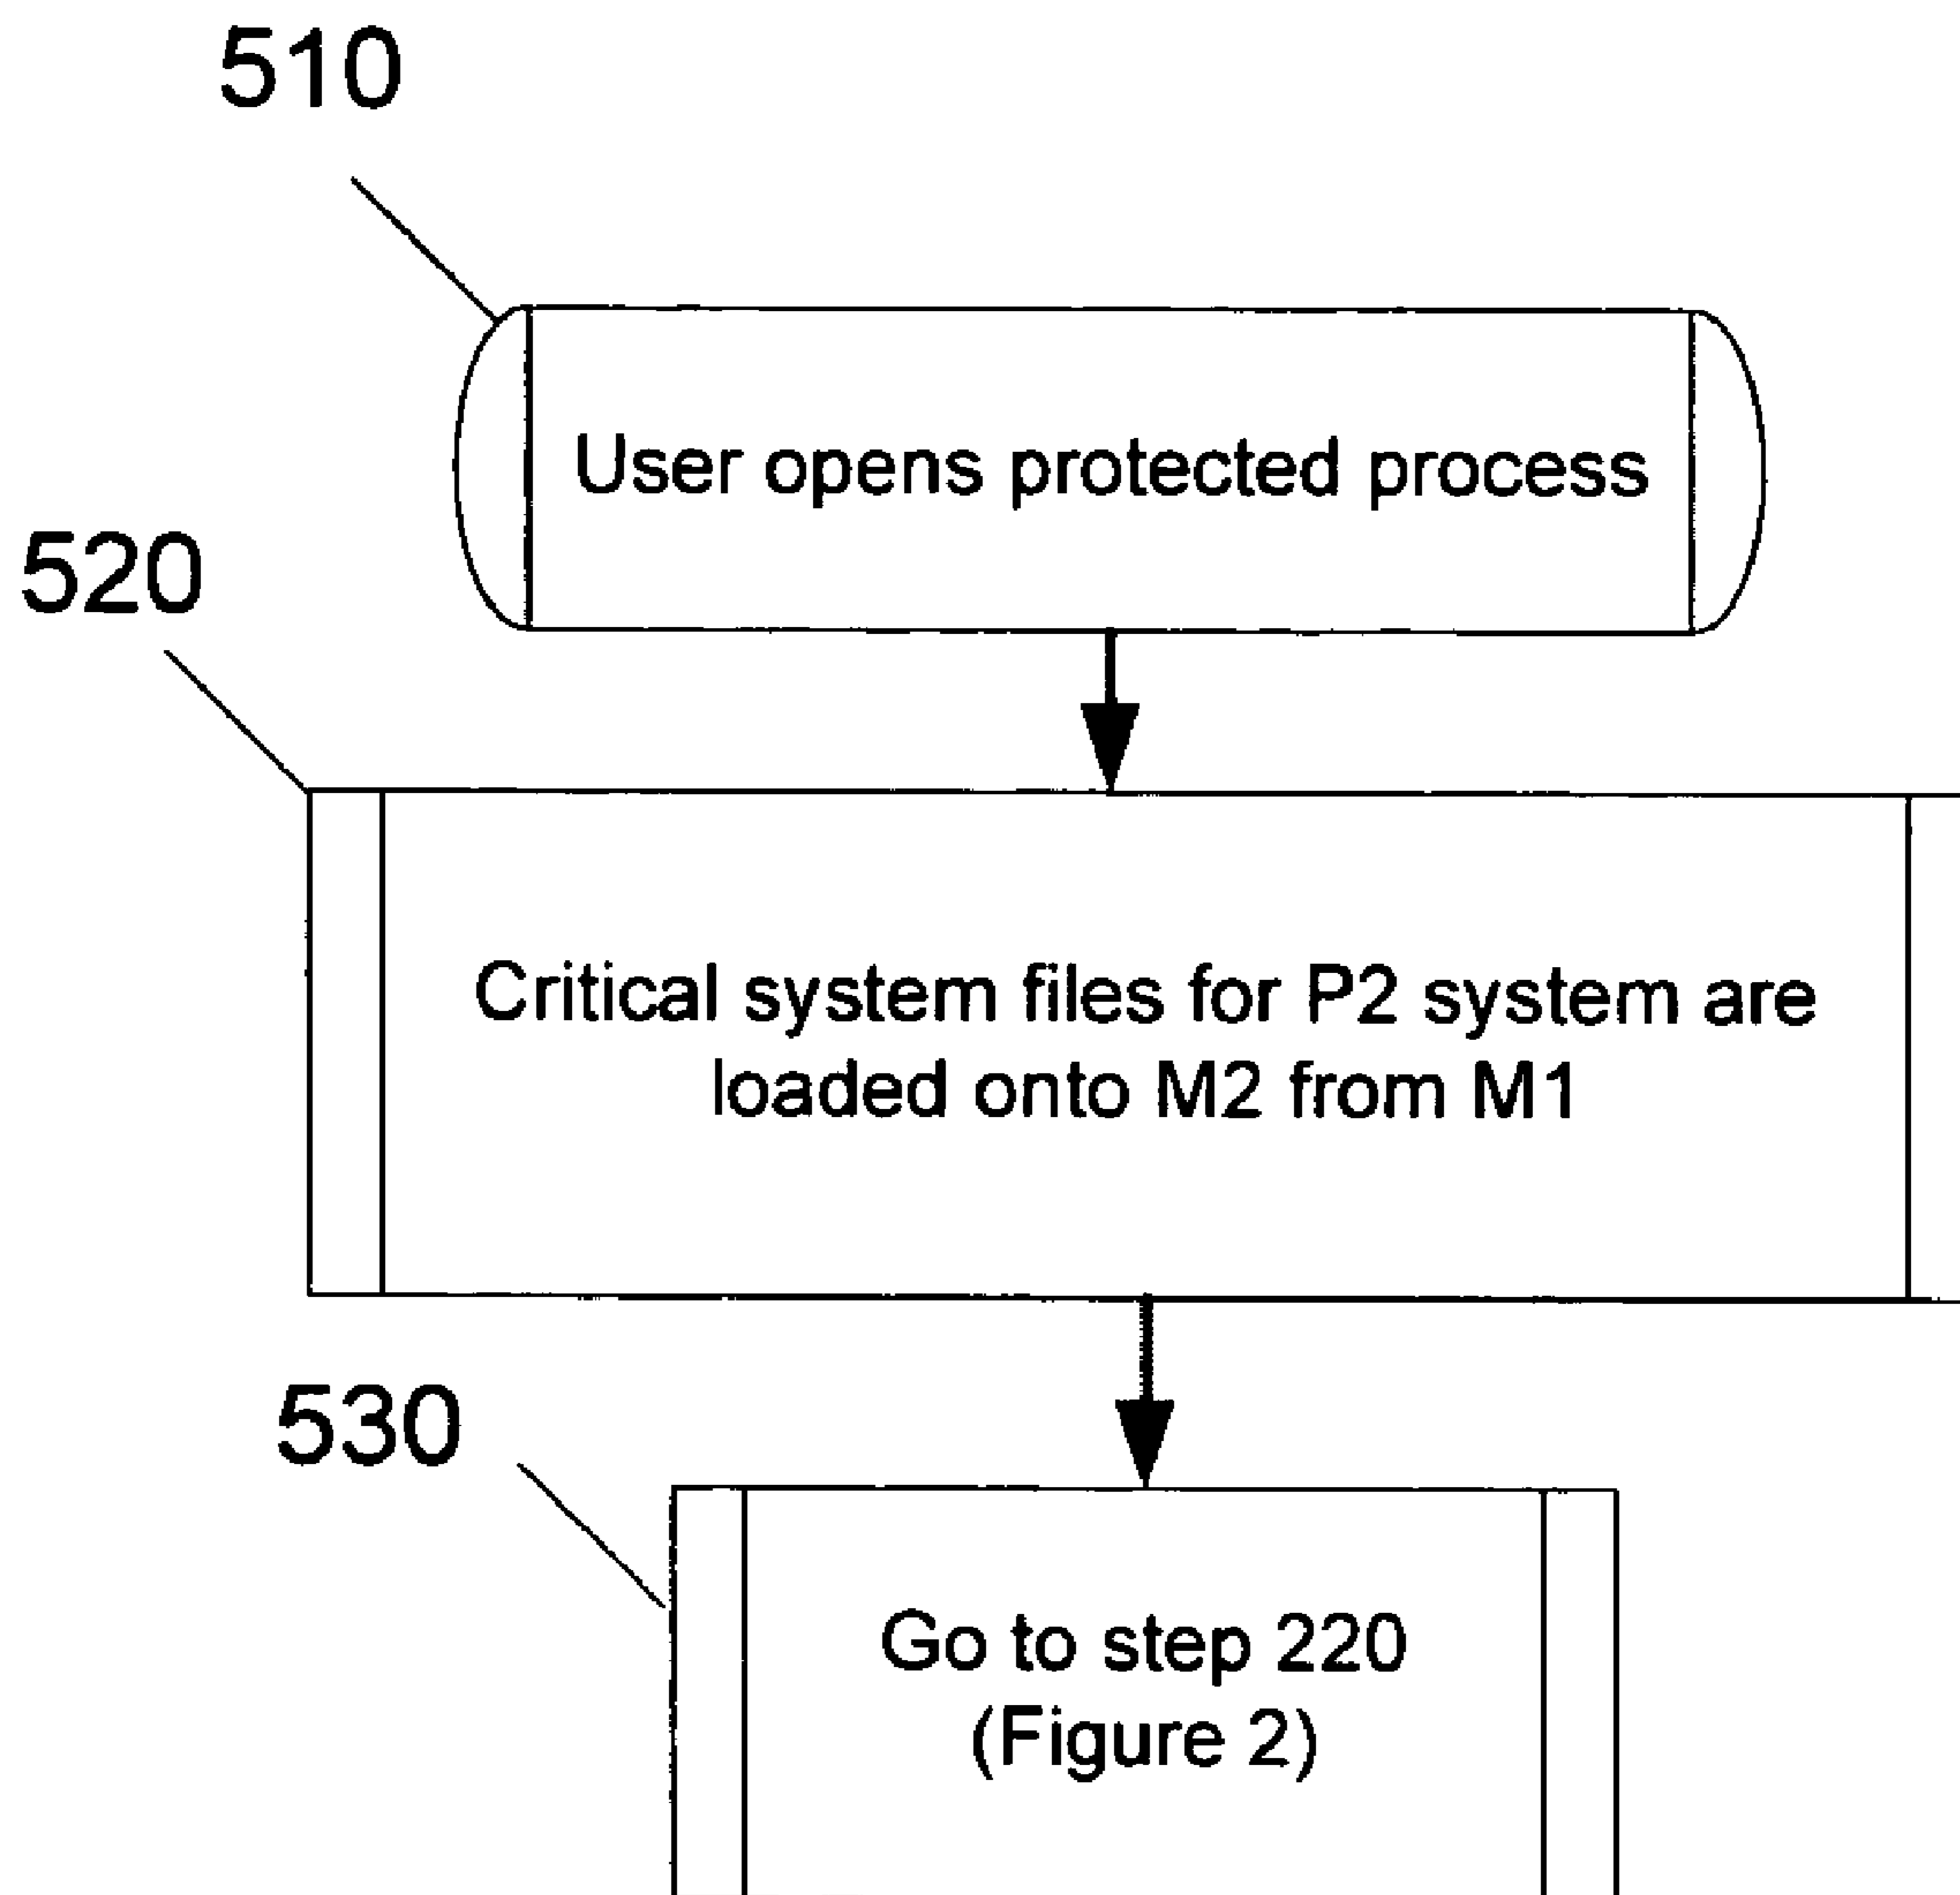 510
User opens protected process
520
Critical system files for P2 system are
loaded onto M2 from M1
530
Go to step 220
(Figure 2)